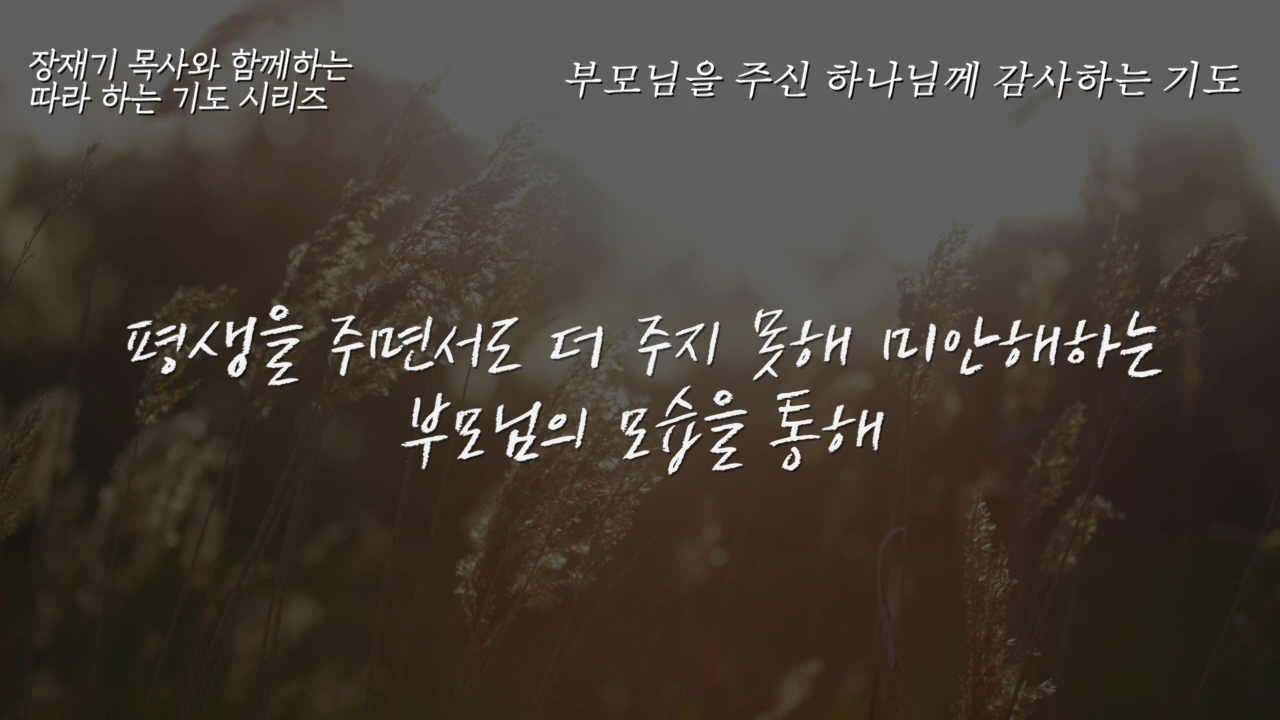 장재기 목사와 함께하는
따라 하는 기도 시리즈
부모님을 주신 하나님께 감사하는 기도
평생을 주면서도 더 주지 못해 미안해하는
부모님의 모습을 통해